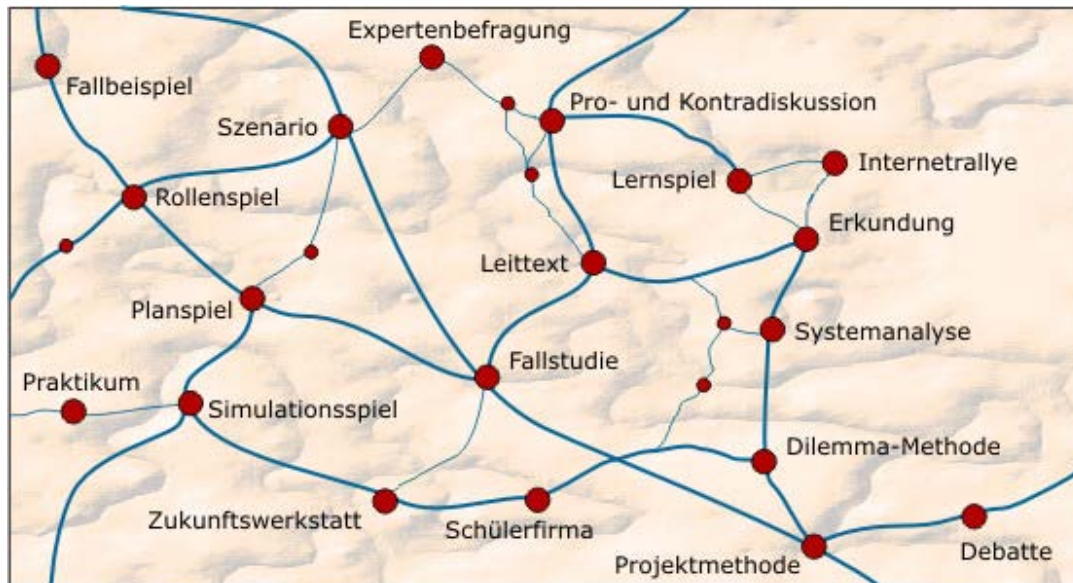 Expertenbefragung
Fallbeispiel
Pro- und Kontradiskussion
Szenario
Internetrallye
Lernspiel
Rollenspiel
Erkundung
Leittext
Planspiel
Systemanalyse
Fallstudie
Praktikum
Simulationsspiel
Dilemma-Methode
Zukunftswerkstatt
Schülerfirma
Debatte
Projektmethode